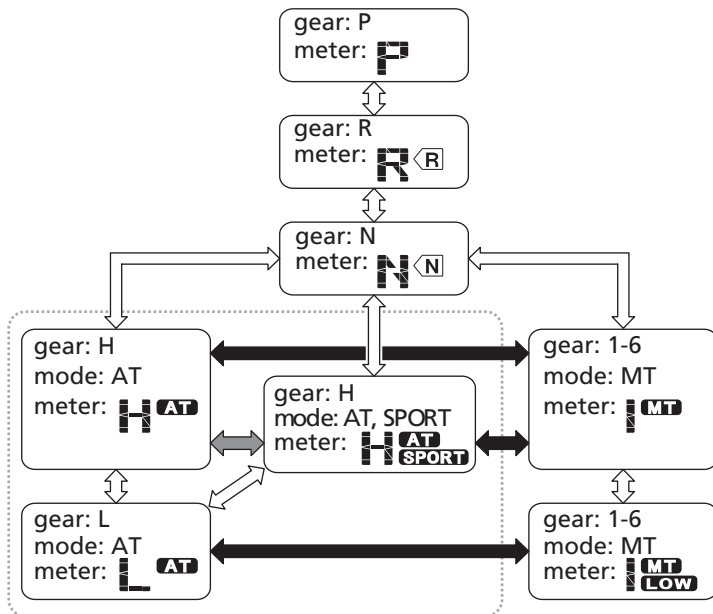 gear: P
meter: P
gear: R
meter: R R
gear: N
meter: N N
gear: H
mode: AT
meter: H AT
gear: H
mode: AT, SPORT
meter: H AT
SPORT
gear: 1-6
mode: MT
meter: 1 MT
gear: L
mode: AT
meter: L AT
gear: 1-6
mode: MT
meter: 1 MT
LOW